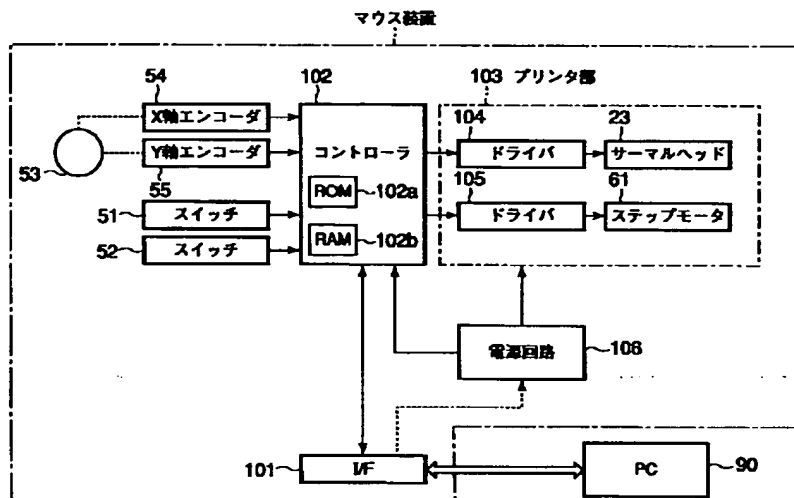 マウス装置
54
102
103 プリンタ部
X軸エンコーダ
104
23
コントローラ
ドライバ
サーマルヘッド
Y軸エンコーダ
53
55
ROM
102a
105
61
51
スイッチ
ドライバ
ステップモータ
RAM
102b
52
スイッチ
電源回路
106
101
I/F
PC
90